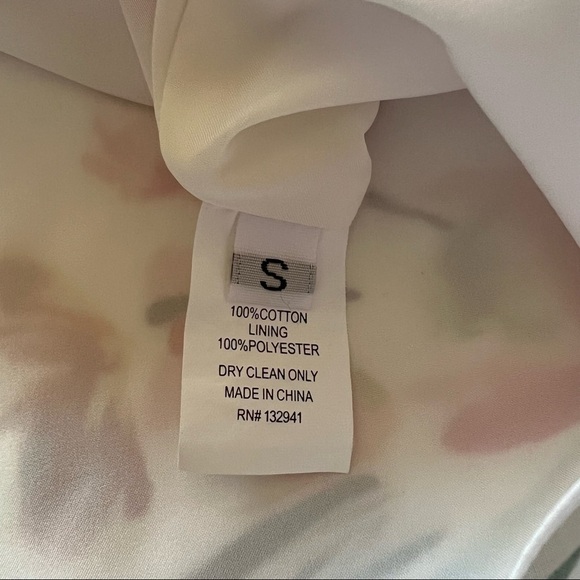 S
100%COTTON
LINING
100%POLYESTER
DRY CLEAN ONLY
MADE IN CHINA
RN# 132941